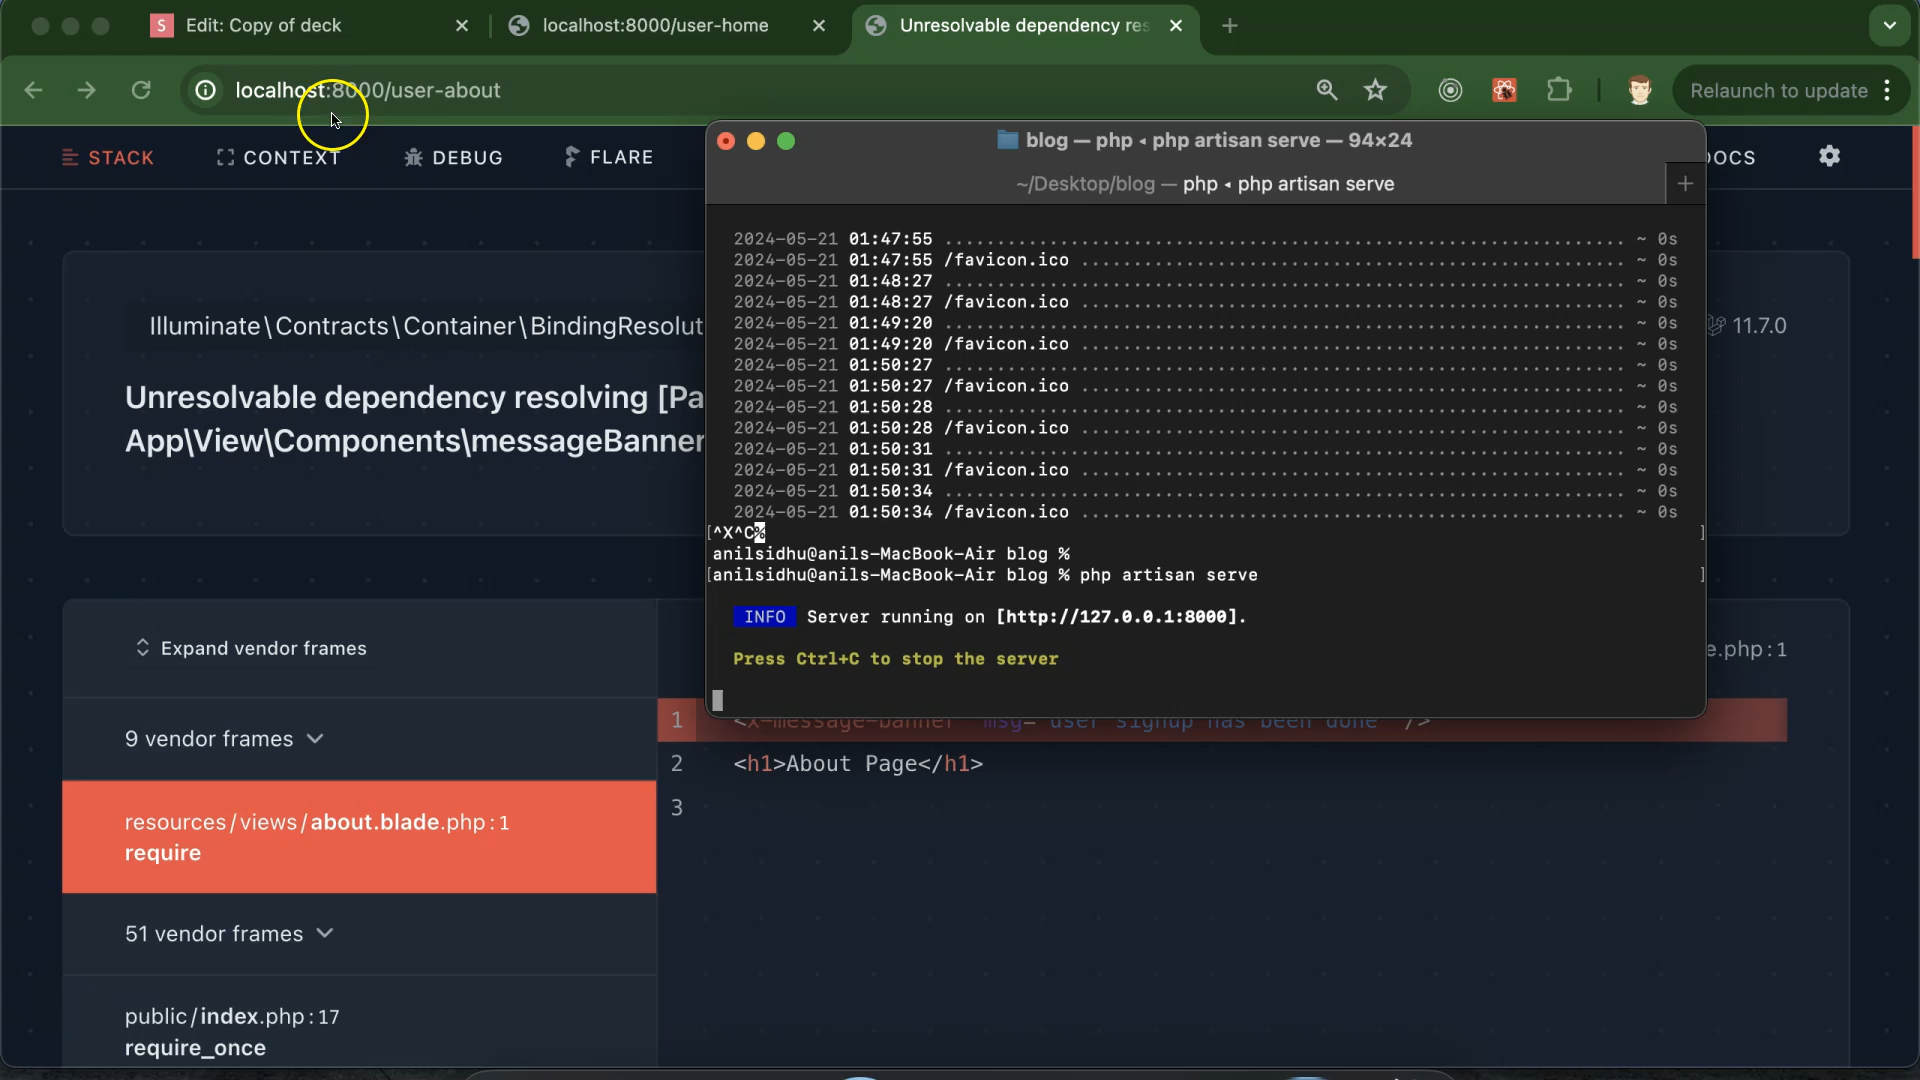 Edit: Copy of deck
localhost:8000/user-home
Unresolvable dependency res
localhost:8000/user-about
Relaunch to update
STACK
CONTEXT
DEBUG
FLARE
OCS
Illuminate\Contracts\Container\BindingResolut
11.7.0
Unresolvable dependency resolving [Pa
App\View\Components\messageBanner
Expand vendor frames
9 vendor frames
resources/views/about.blade.php:1
require
51 vendor frames
public/index.php:17
require_once
e.php:1
1 <x-message-banner msg="user signup has been done" />
2 <h1>About Page</h1>
3
blog — php ◂ php artisan serve — 94×24
~/Desktop/blog — php ◂ php artisan serve
2024-05-21 01:47:55 ................................................................. ~ 0s
2024-05-21 01:47:55 /favicon.ico .................................................... ~ 0s
2024-05-21 01:48:27 ................................................................. ~ 0s
2024-05-21 01:48:27 /favicon.ico .................................................... ~ 0s
2024-05-21 01:49:20 ................................................................. ~ 0s
2024-05-21 01:49:20 /favicon.ico .................................................... ~ 0s
2024-05-21 01:50:27 ................................................................. ~ 0s
2024-05-21 01:50:27 /favicon.ico .................................................... ~ 0s
2024-05-21 01:50:28 ................................................................. ~ 0s
2024-05-21 01:50:28 /favicon.ico .................................................... ~ 0s
2024-05-21 01:50:31 ................................................................. ~ 0s
2024-05-21 01:50:31 /favicon.ico .................................................... ~ 0s
2024-05-21 01:50:34 ................................................................. ~ 0s
2024-05-21 01:50:34 /favicon.ico .................................................... ~ 0s
[^X^C% ]
anilsidhu@anils-MacBook-Air blog %
[anilsidhu@anils-MacBook-Air blog % php artisan serve ]
INFO Server running on [http://127.0.0.1:8000].
Press Ctrl+C to stop the server